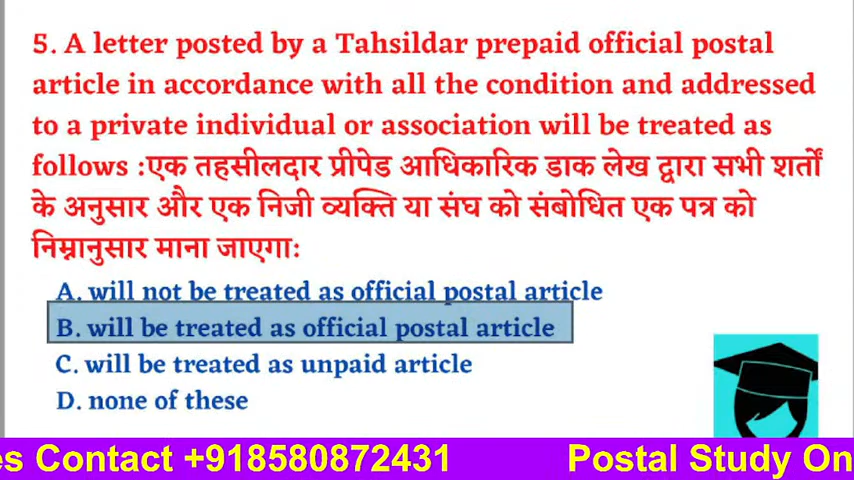 5. A letter posted by a Tahsildar prepaid official postal
article in accordance with all the condition and addressed
to a private individual or association will be treated as
follows :एक तहसीलदार प्रीपेड आधिकारिक डाक लेख द्वारा सभी शर्तों
के अनुसार और एक निजी व्यक्ति या संघ को संबोधित एक पत्र को
निम्नानुसार माना जाएगाः
A. will not be treated as official postal article
B. will be treated as official postal article
C. will be treated as unpaid article
D. none of these
es Contact +918580872431 Postal Study On